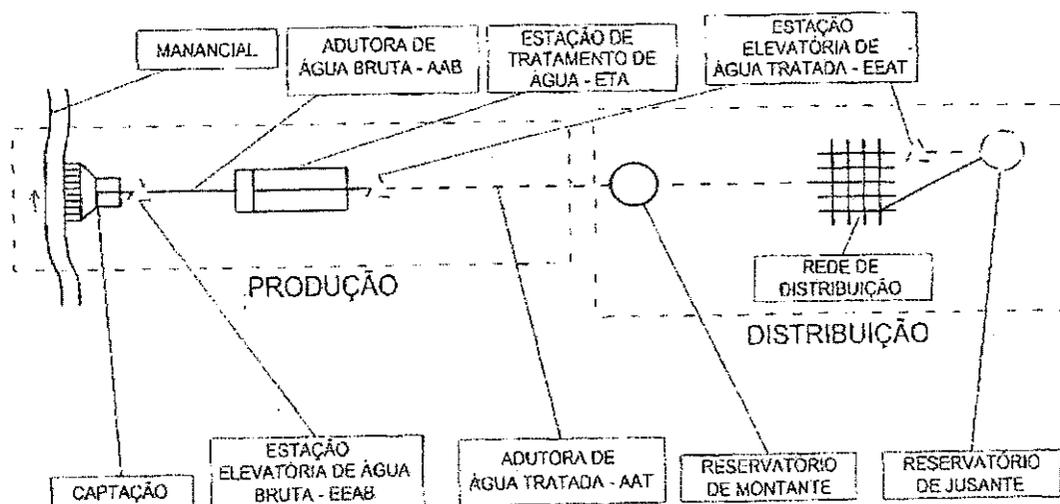 MANANCIAL
ADUTORA DE
ÁGUA BRUTA - AAB
ESTAÇÃO DE
TRATAMENTO DE
ÁGUA - ETA
ESTAÇÃO
ELEVATÓRIA DE
ÁGUA TRATADA - EEAT
PRODUÇÃO
REDE DE
DISTRIBUIÇÃO
DISTRIBUIÇÃO
CAPTAÇÃO
ESTAÇÃO
ELEVATÓRIA DE ÁGUA
BRUTA - EEAB
ADUTORA DE
ÁGUA TRATADA - AAT
RESERVATÓRIO
DE MONTANTE
RESERVATÓRIO
DE JUSANTE